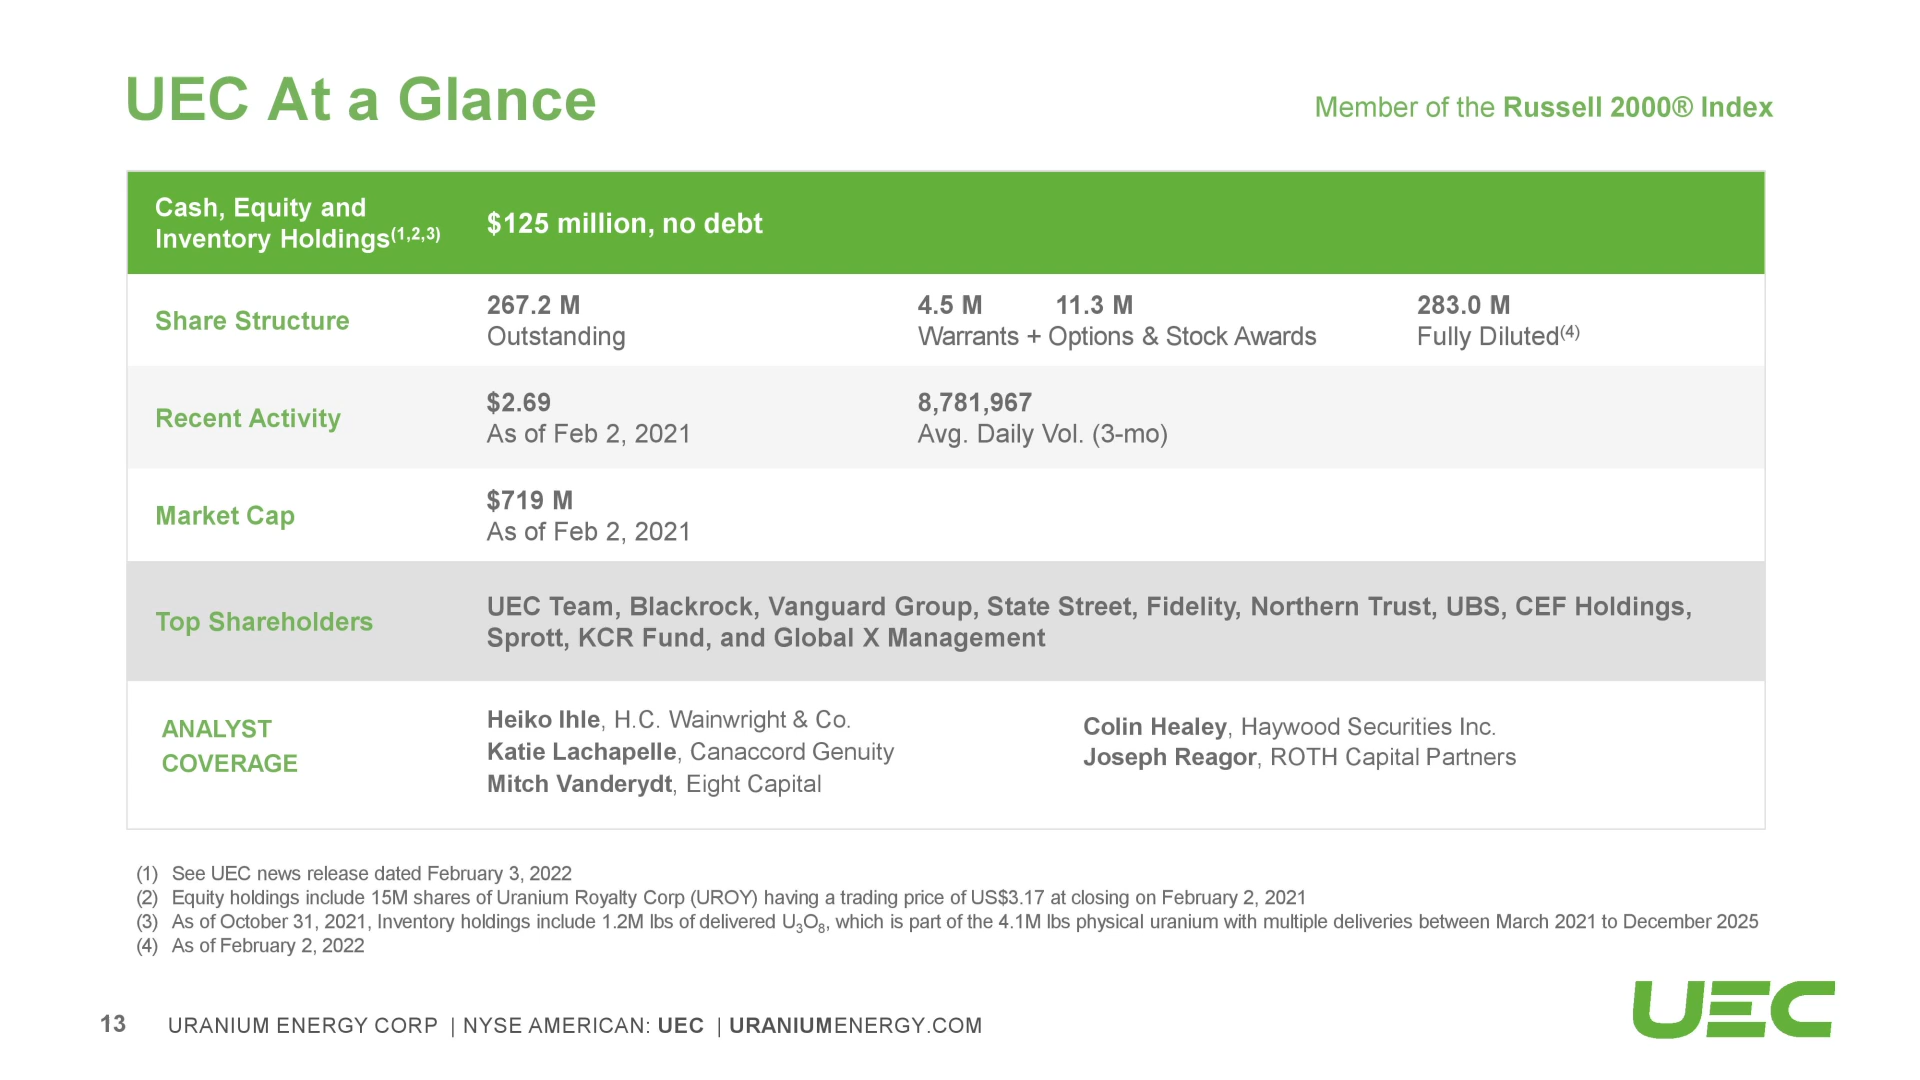 UEC At a Glance
Member of the Russell 2000® Index
Cash, Equity and
Inventory Holdings(1,2,3)
$125 million, no debt
Share Structure
267.2 M
Outstanding
4.5 M 11.3 M
Warrants + Options & Stock Awards
283.0 M
Fully Diluted(4)
Recent Activity
$2.69
As of Feb 2, 2021
8,781,967
Avg. Daily Vol. (3-mo)
Market Cap
$719 M
As of Feb 2, 2021
Top Shareholders
UEC Team, Blackrock, Vanguard Group, State Street, Fidelity, Northern Trust, UBS, CEF Holdings,
Sprott, KCR Fund, and Global X Management
ANALYST
COVERAGE
Heiko Ihle, H.C. Wainwright & Co.
Katie Lachapelle, Canaccord Genuity
Mitch Vanderydt, Eight Capital
Colin Healey, Haywood Securities Inc.
Joseph Reagor, ROTH Capital Partners
(1) See UEC news release dated February 3, 2022
(2) Equity holdings include 15M shares of Uranium Royalty Corp (UROY) having a trading price of US$3.17 at closing on February 2, 2021
(3) As of October 31, 2021, Inventory holdings include 1.2M lbs of delivered U3O8, which is part of the 4.1M lbs physical uranium with multiple deliveries between March 2021 to December 2025
(4) As of February 2, 2022
13 URANIUM ENERGY CORP | NYSE AMERICAN: UEC | URANIUMENERGY.COM
UEC